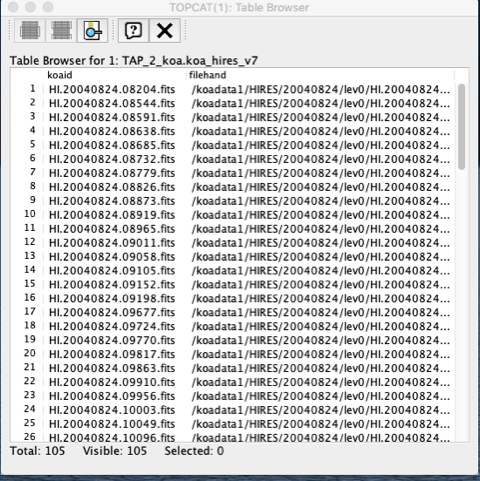 TOPCAT(1): Table Browser
Table Browser for 1: TAP_2_koa.koa_hires_v7
koaid filehand
1 HI.20040824.08204.fits /koadata1/HIRES/20040824/lev0/HI.20040824...
2 HI.20040824.08544.fits /koadata1/HIRES/20040824/lev0/HI.20040824...
3 HI.20040824.08591.fits /koadata1/HIRES/20040824/lev0/HI.20040824...
4 HI.20040824.08638.fits /koadata1/HIRES/20040824/lev0/HI.20040824...
5 HI.20040824.08685.fits /koadata1/HIRES/20040824/lev0/HI.20040824...
6 HI.20040824.08732.fits /koadata1/HIRES/20040824/lev0/HI.20040824...
7 HI.20040824.08779.fits /koadata1/HIRES/20040824/lev0/HI.20040824...
8 HI.20040824.08826.fits /koadata1/HIRES/20040824/lev0/HI.20040824...
9 HI.20040824.08873.fits /koadata1/HIRES/20040824/lev0/HI.20040824...
10 HI.20040824.08919.fits /koadata1/HIRES/20040824/lev0/HI.20040824...
11 HI.20040824.08965.fits /koadata1/HIRES/20040824/lev0/HI.20040824...
12 HI.20040824.09011.fits /koadata1/HIRES/20040824/lev0/HI.20040824...
13 HI.20040824.09058.fits /koadata1/HIRES/20040824/lev0/HI.20040824...
14 HI.20040824.09105.fits /koadata1/HIRES/20040824/lev0/HI.20040824...
15 HI.20040824.09152.fits /koadata1/HIRES/20040824/lev0/HI.20040824...
16 HI.20040824.09198.fits /koadata1/HIRES/20040824/lev0/HI.20040824...
17 HI.20040824.09677.fits /koadata1/HIRES/20040824/lev0/HI.20040824...
18 HI.20040824.09724.fits /koadata1/HIRES/20040824/lev0/HI.20040824...
19 HI.20040824.09770.fits /koadata1/HIRES/20040824/lev0/HI.20040824...
20 HI.20040824.09817.fits /koadata1/HIRES/20040824/lev0/HI.20040824...
21 HI.20040824.09863.fits /koadata1/HIRES/20040824/lev0/HI.20040824...
22 HI.20040824.09910.fits /koadata1/HIRES/20040824/lev0/HI.20040824...
23 HI.20040824.09956.fits /koadata1/HIRES/20040824/lev0/HI.20040824...
24 HI.20040824.10003.fits /koadata1/HIRES/20040824/lev0/HI.20040824...
25 HI.20040824.10049.fits /koadata1/HIRES/20040824/lev0/HI.20040824...
26 HI.20040824.10096.fits /koadata1/HIRES/20040824/lev0/HI.20040824...
Total: 105 Visible: 105 Selected: 0